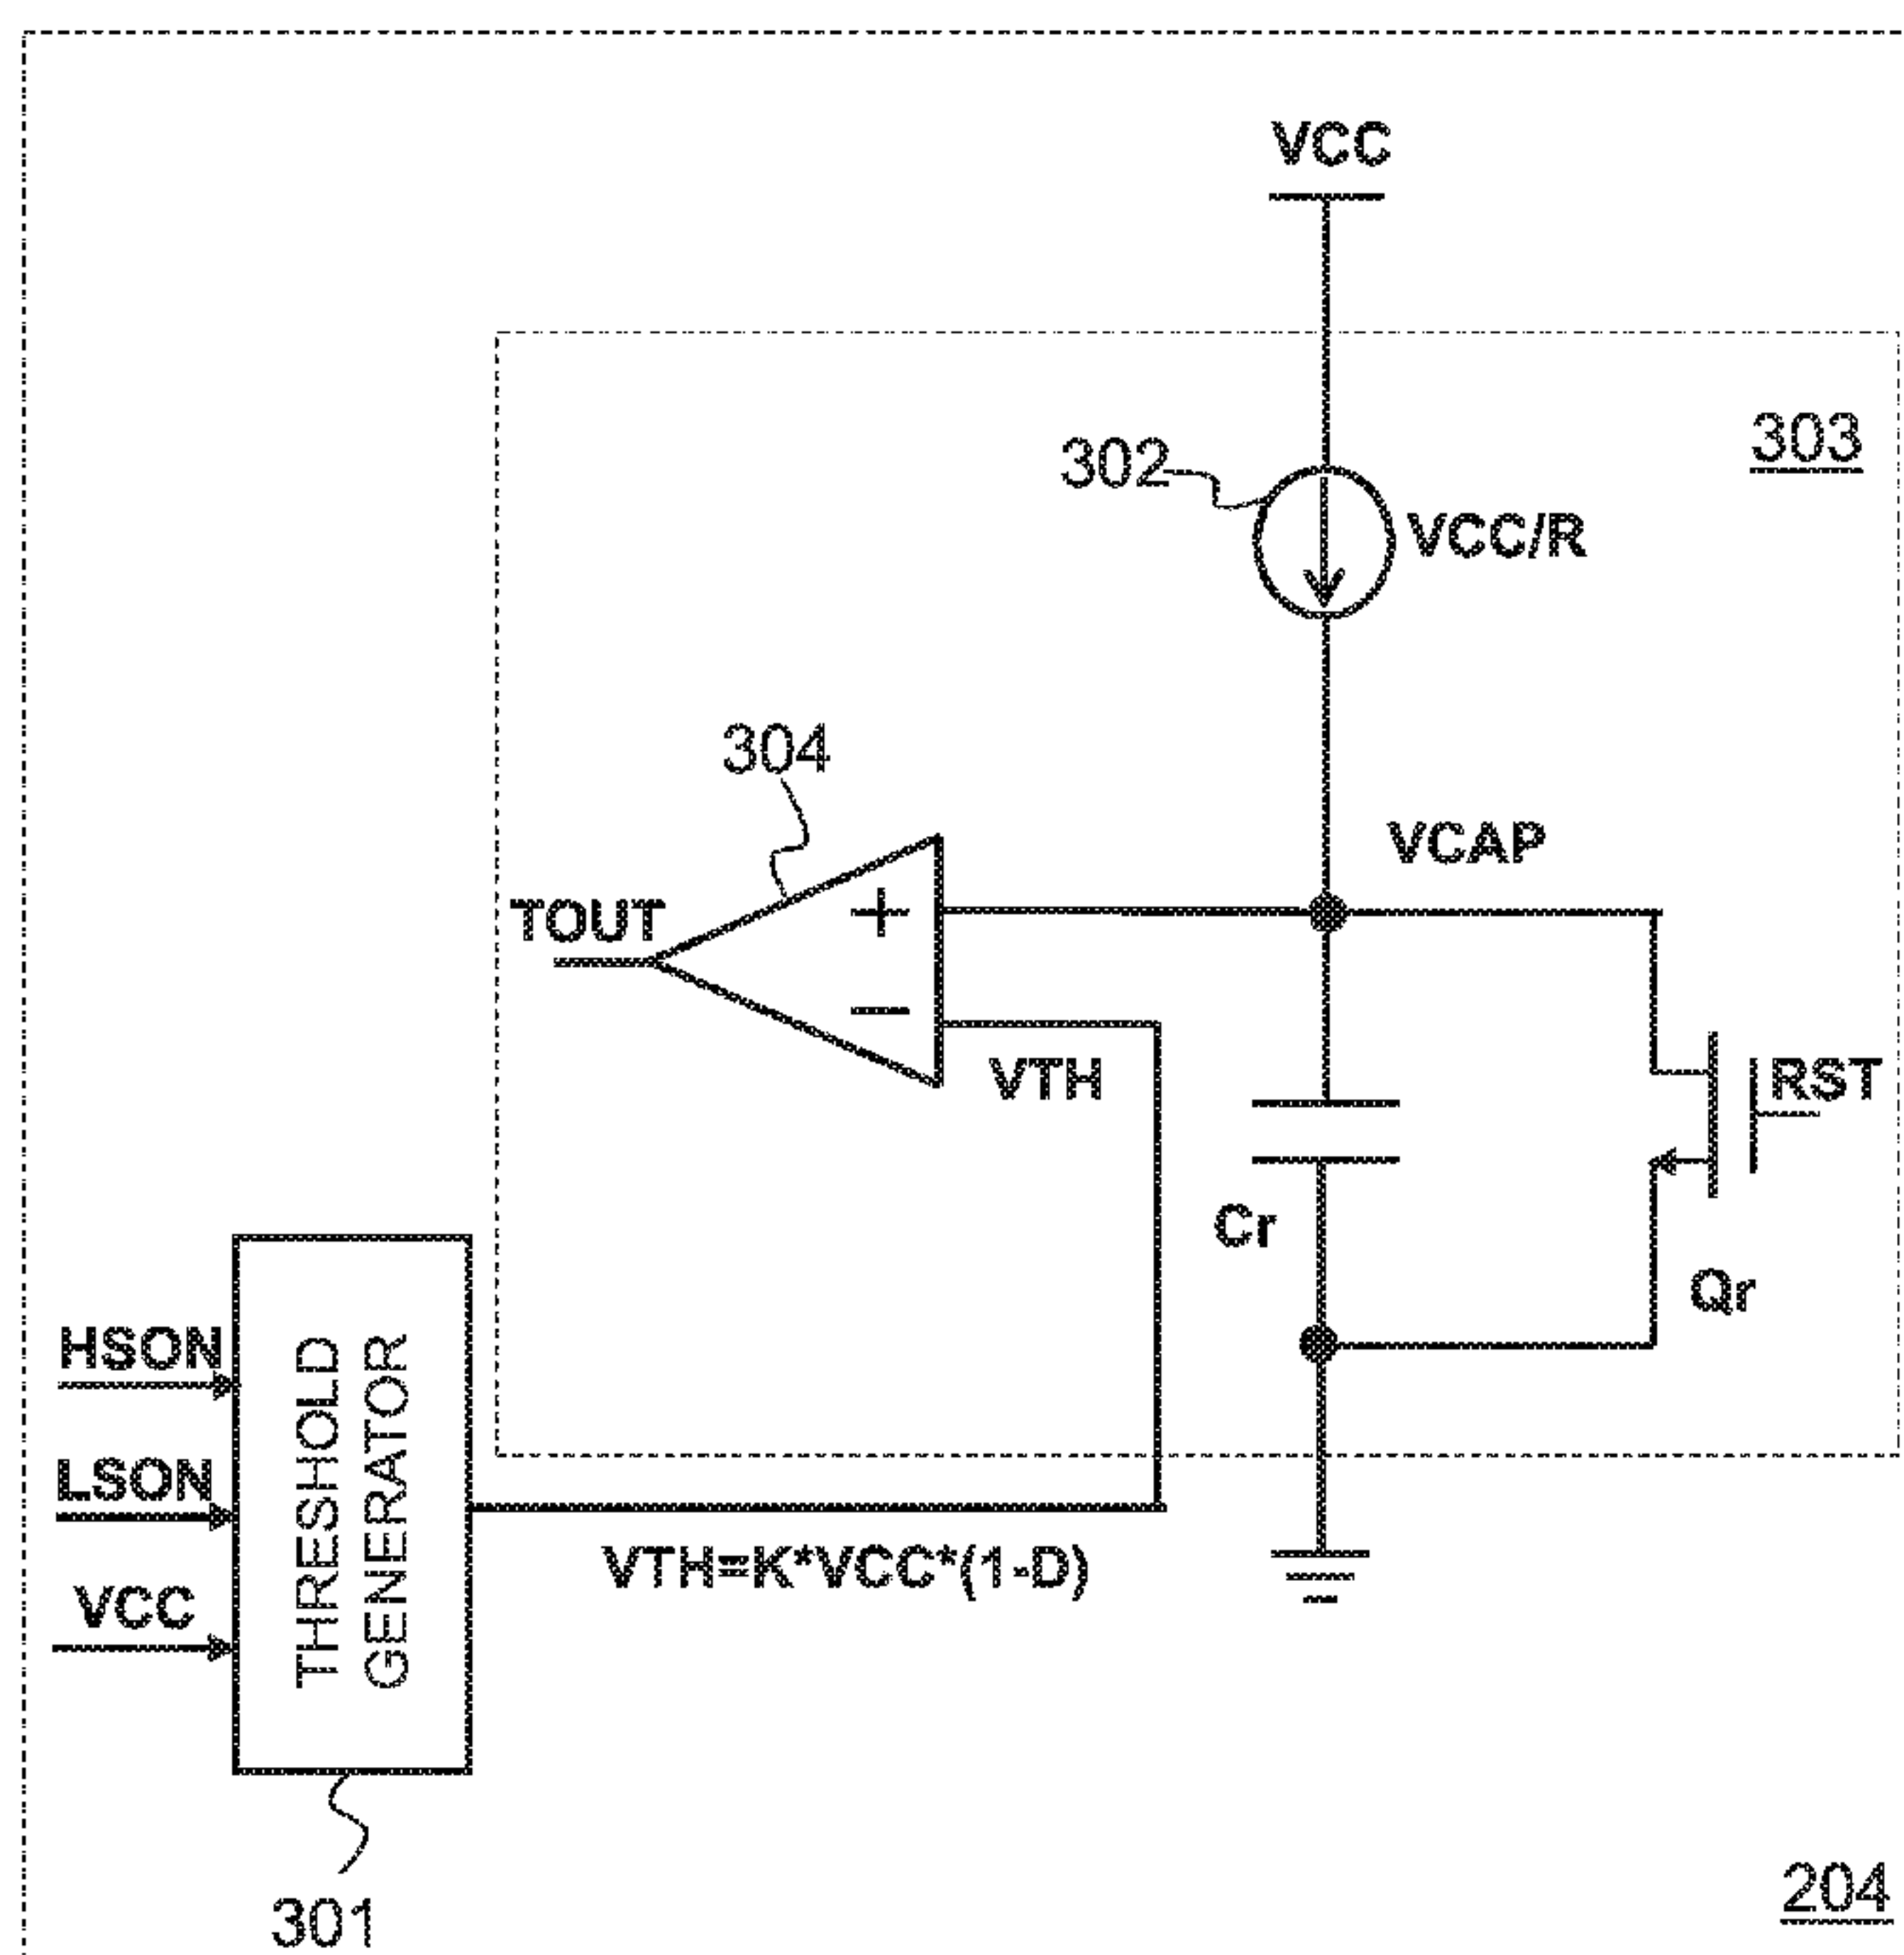 VCC
303
302
VCC/R
304
VCAP
TOUT
+
−
VTH
RST
Cr
Qr
HSON
LSON
VCC
THRESHOLD
GENERATOR
VTH=K*VCC*(1-D)
204
301